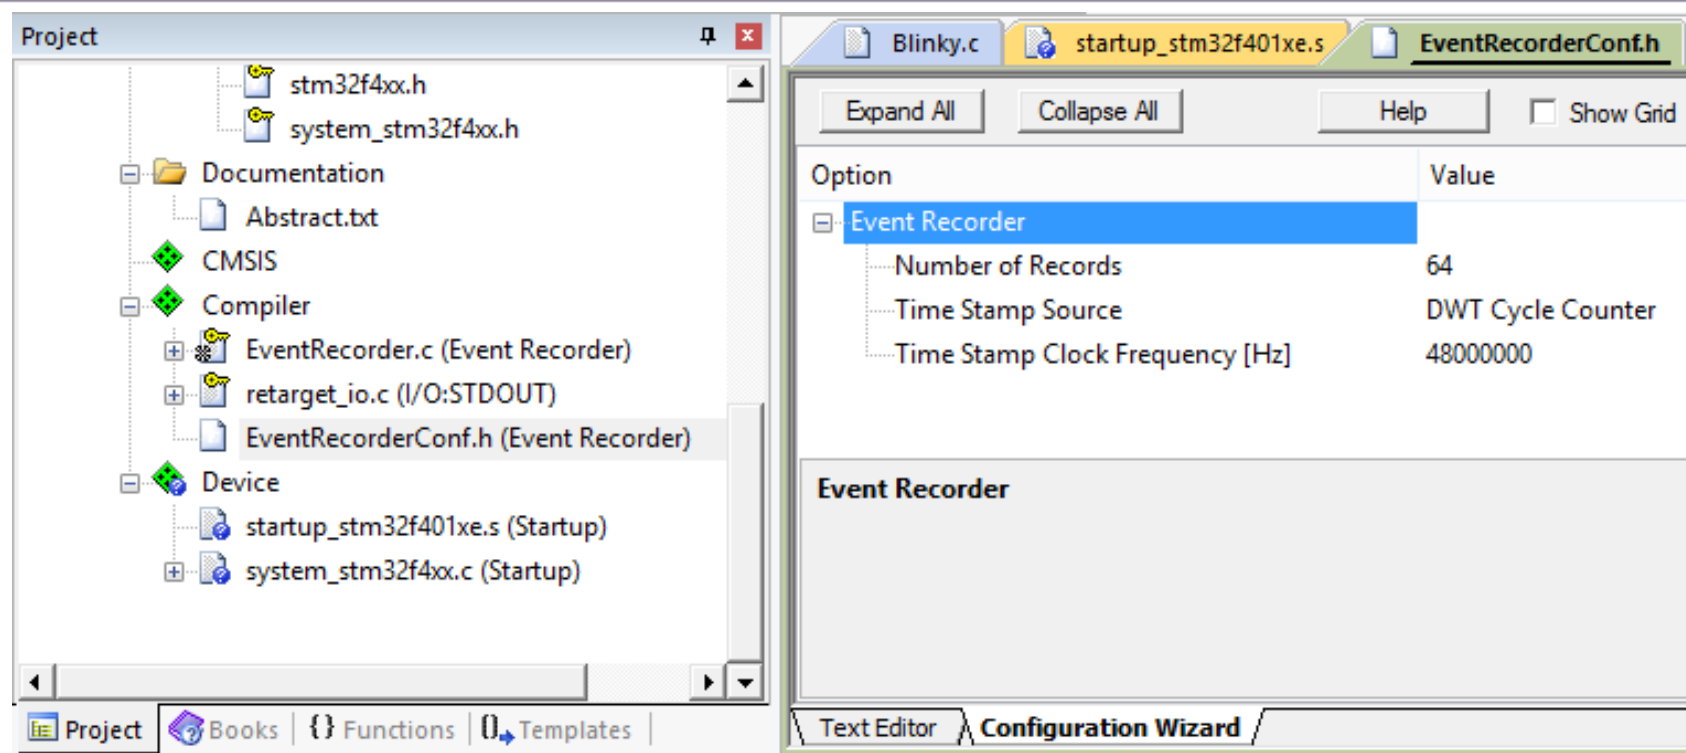 Project
stm32f4xx.h
system_stm32f4xx.h
Documentation
Abstract.txt
CMSIS
Compiler
EventRecorder.c (Event Recorder)
retarget_io.c (I/O:STDOUT)
EventRecorderConf.h (Event Recorder)
Device
startup_stm32f401xe.s (Startup)
system_stm32f4xx.c (Startup)
Project
Books
{} Functions
Templates
Blinky.c
startup_stm32f401xe.s
EventRecorderConf.h
Expand All
Collapse All
Help
Show Grid
Option Value
Event Recorder
Number of Records 64
Time Stamp Source DWT Cycle Counter
Time Stamp Clock Frequency [Hz] 48000000
Event Recorder
Text Editor
Configuration Wizard